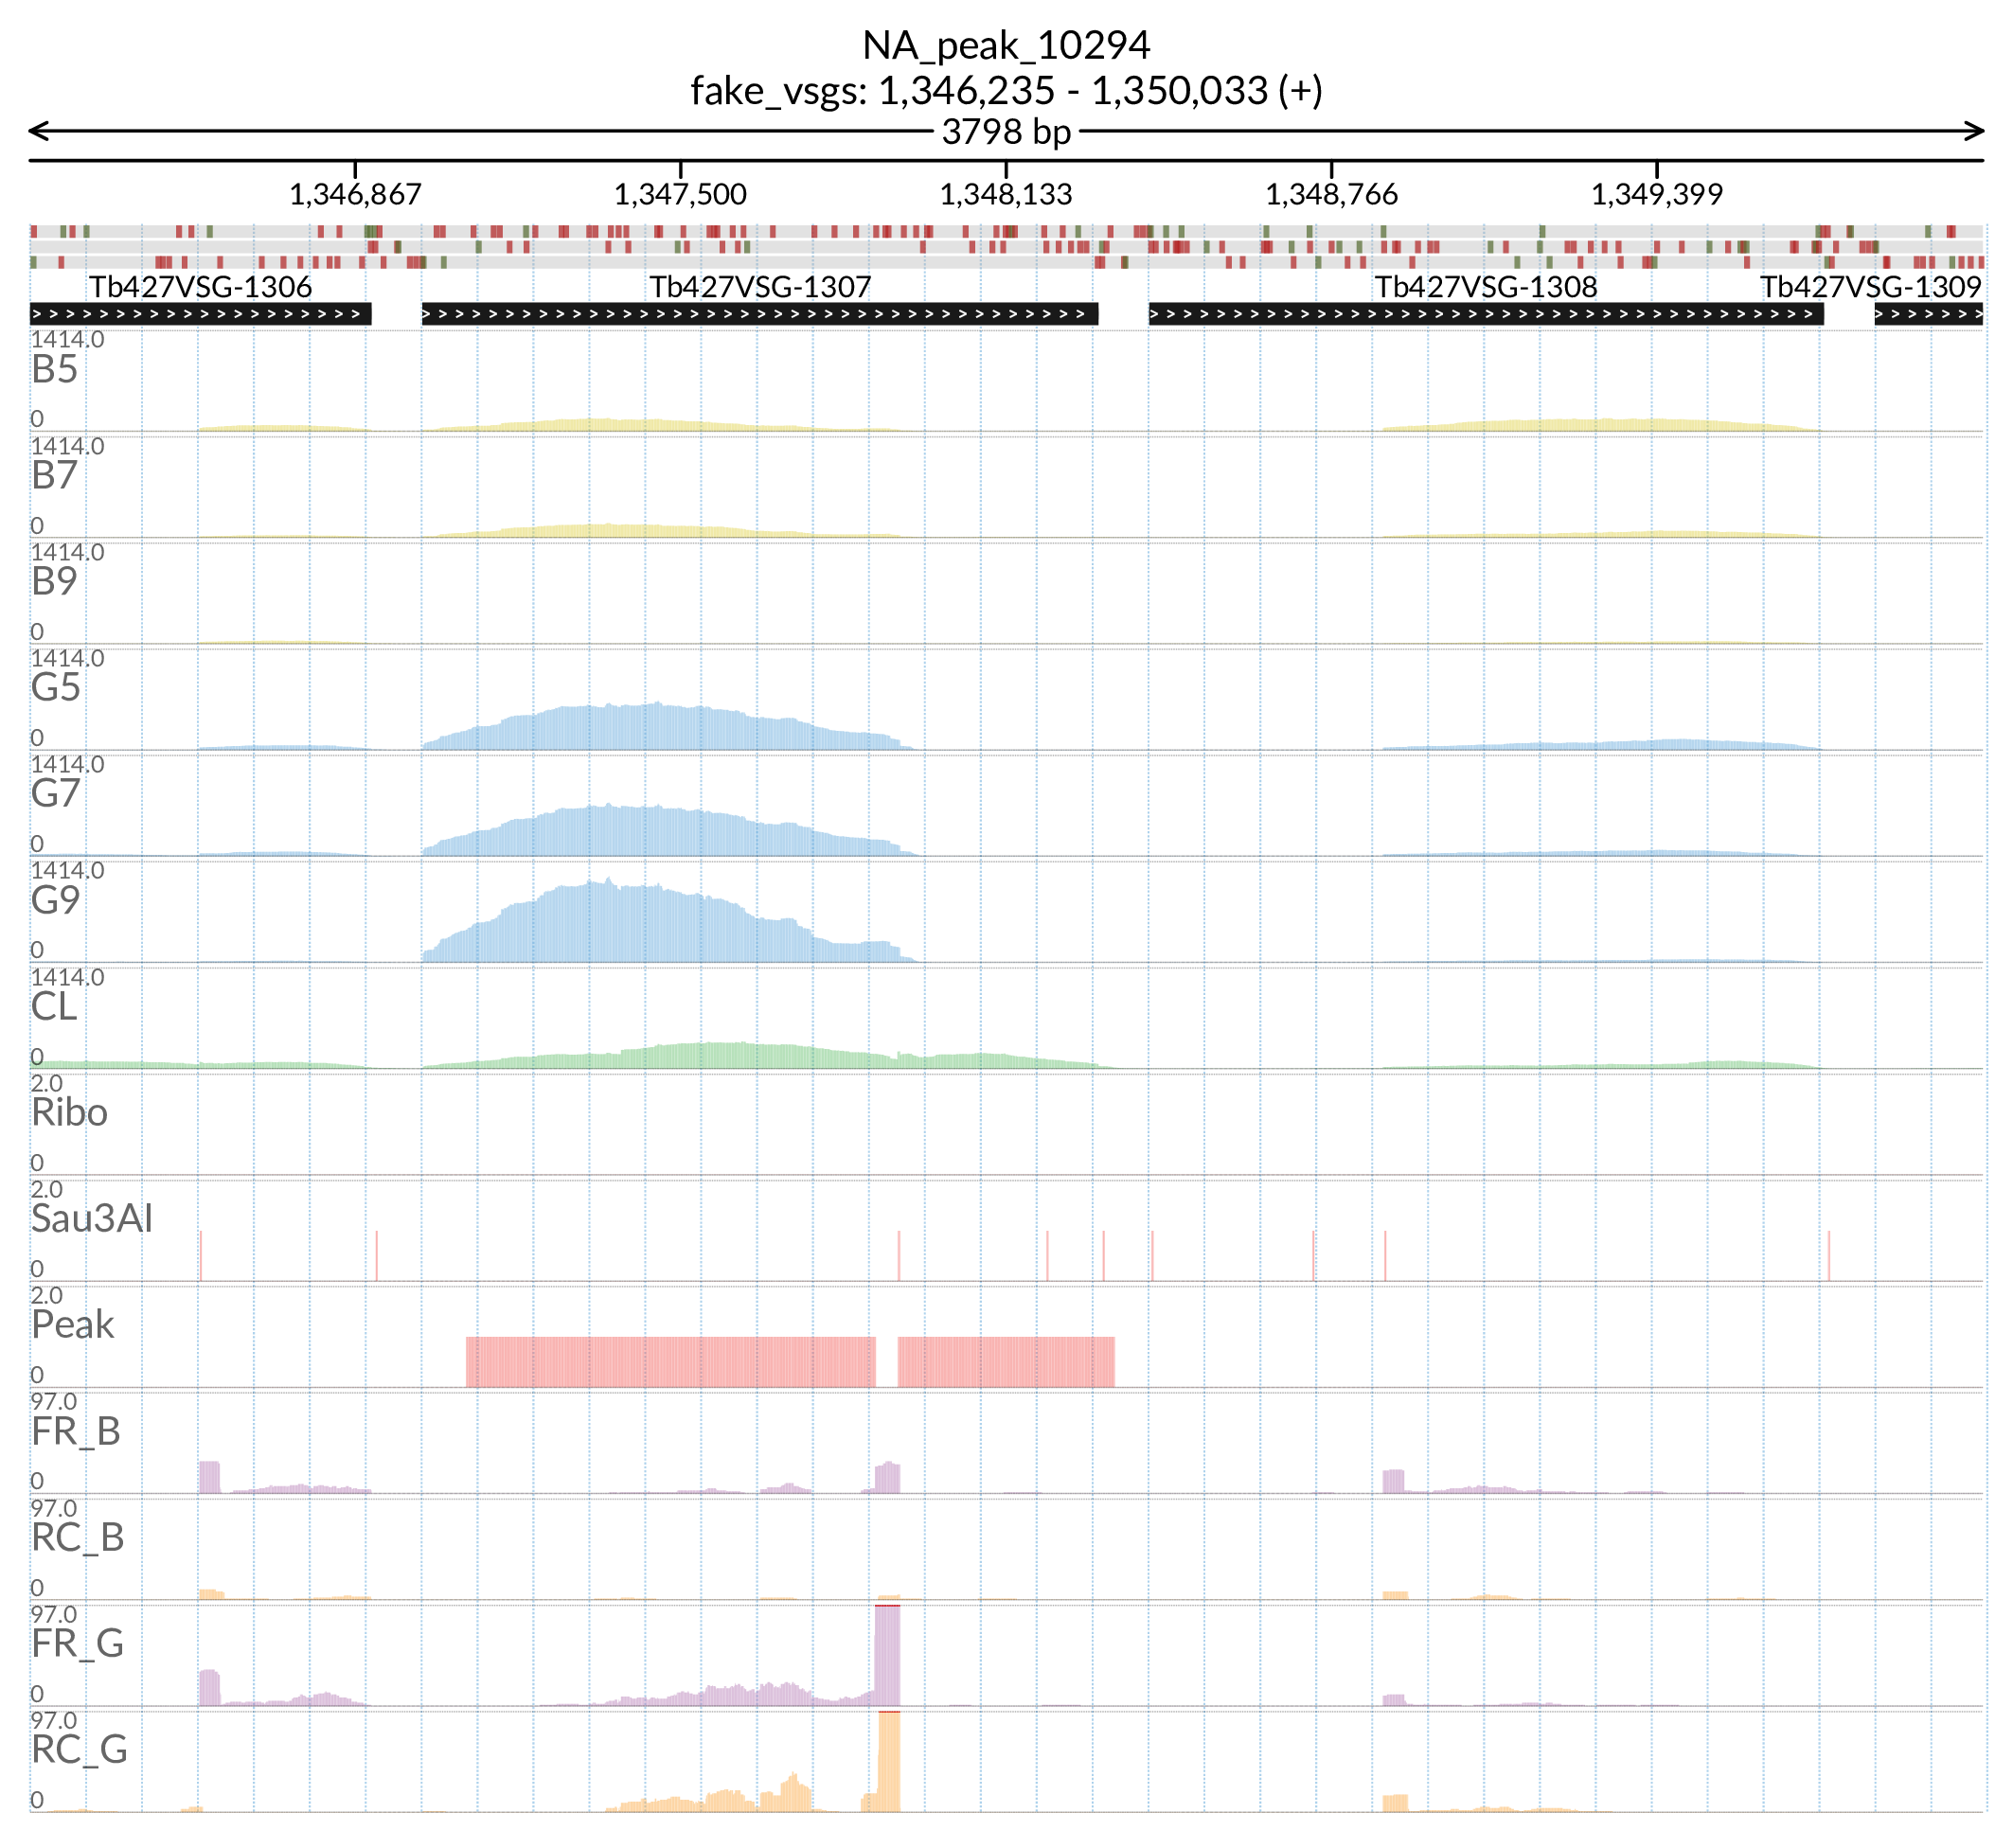 NA_peak_10294
fake_vsgs: 1,346,235 - 1,350,033 (+)
3798 bp
1,346,867 1,347,500 1,348,133 1,348,766 1,349,399
Tb427VSG-1306 Tb427VSG-1307 Tb427VSG-1308 Tb427VSG-1309
1414.0
B5
0
1414.0
B7
0
1414.0
B9
0
1414.0
G5
0
1414.0
G7
0
1414.0
G9
0
1414.0
CL
0
2.0
Ribo
0
2.0
Sau3AI
0
2.0
Peak
0
97.0
FR_B
0
97.0
RC_B
0
97.0
FR_G
0
97.0
RC_G
0